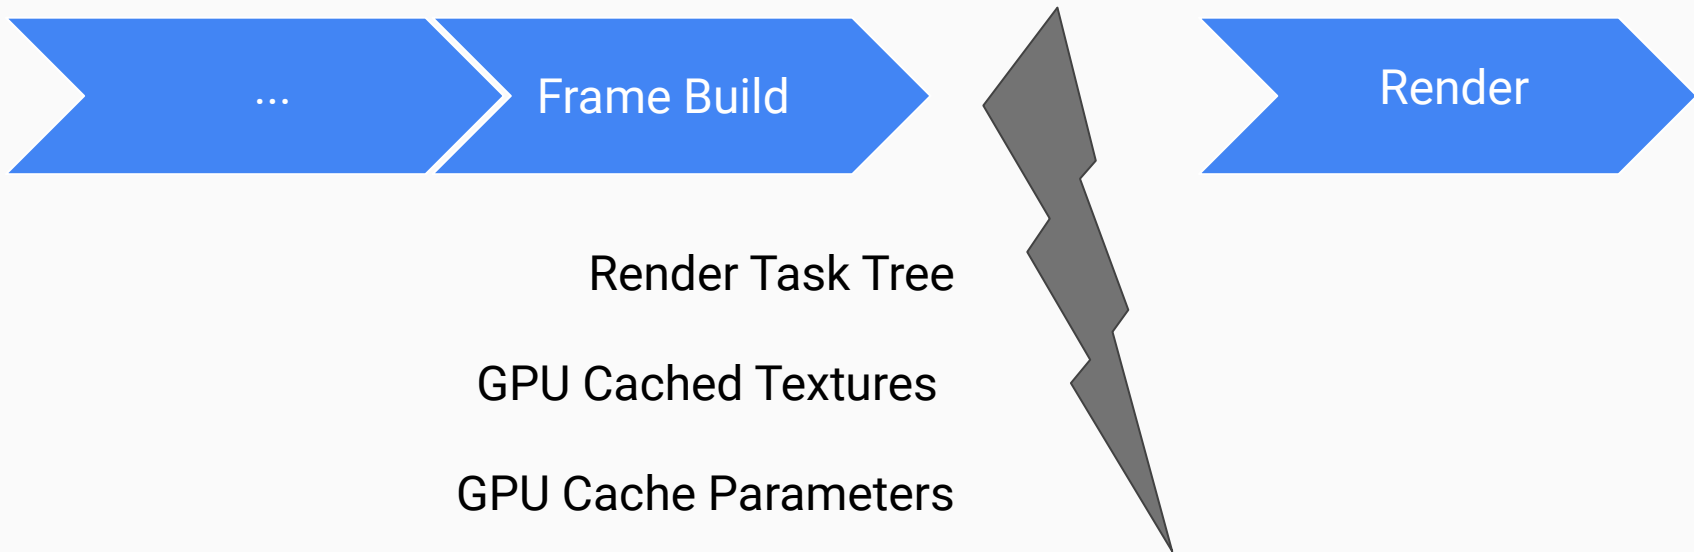 ...
Frame Build
Render
Render Task Tree
GPU Cached Textures
GPU Cache Parameters